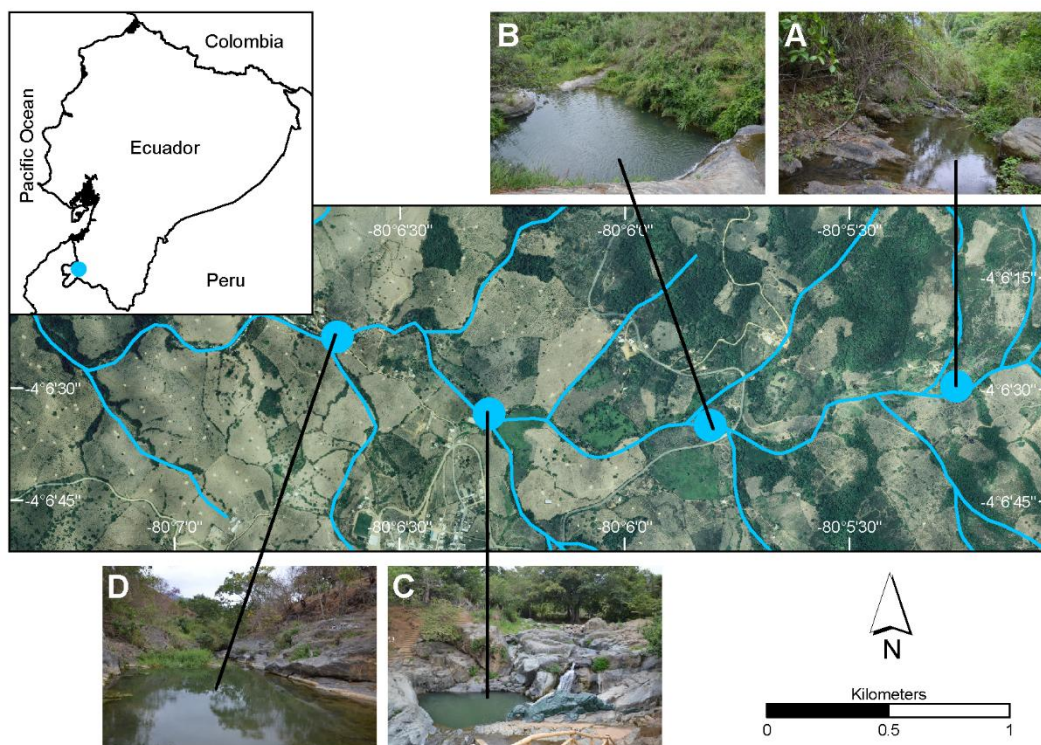 Colombia
Pacific Ocean
Ecuador
Peru
B
A
-80°6'30"
-80°6'0"
-80°5'30"
-4°6'15"
-4°6'30"
-4°6'30"
-4°6'45"
-4°6'45"
-80°7'0"
-80°6'30"
-80°6'0"
-80°5'30"
D
C
N
Kilometers
0 0.5 1